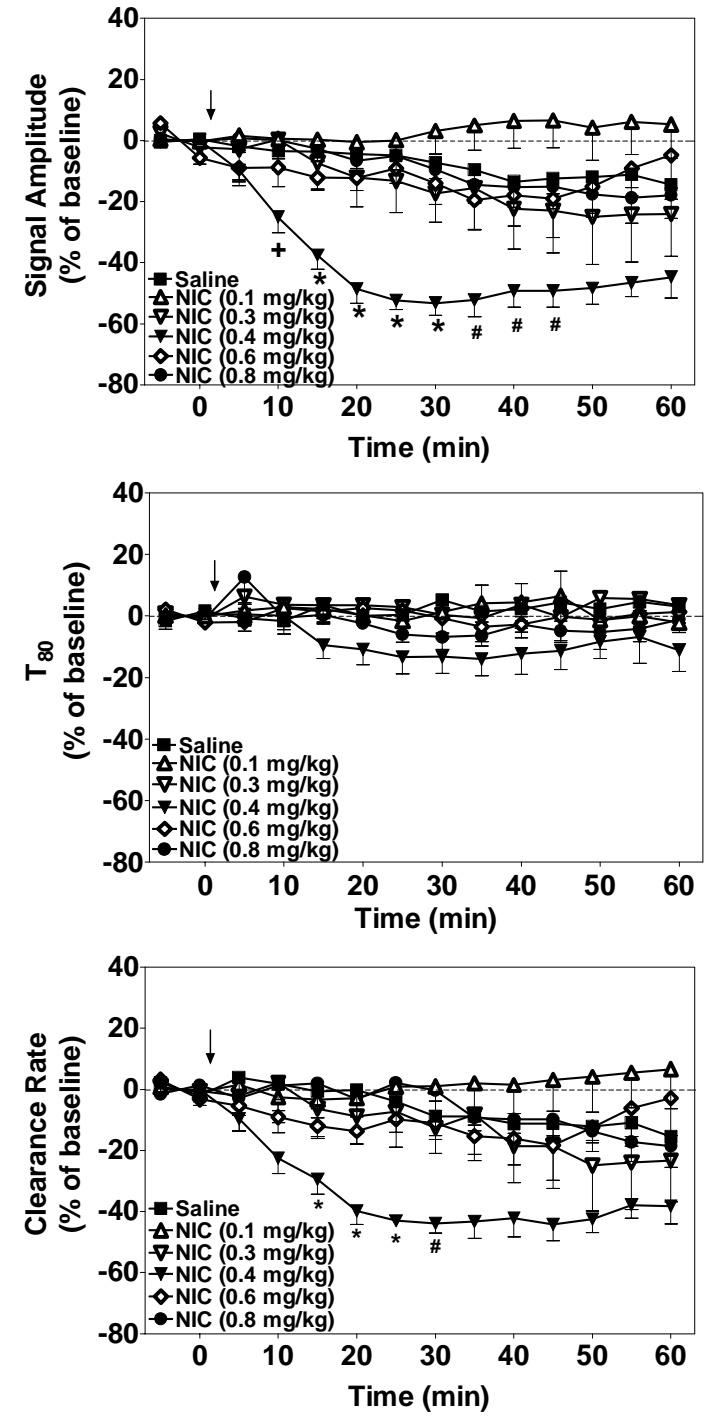 40
20
0
-20
-40
-60
-80
Signal Amplitude
(% of baseline)
+
*
*
*
*
#
#
#
Saline
NIC (0.1 mg/kg)
NIC (0.3 mg/kg)
NIC (0.4 mg/kg)
NIC (0.6 mg/kg)
NIC (0.8 mg/kg)
0 10 20 30 40 50 60
Time (min)
40
20
0
-20
-40
-60
-80
T80
(% of baseline)
Saline
NIC (0.1 mg/kg)
NIC (0.3 mg/kg)
NIC (0.4 mg/kg)
NIC (0.6 mg/kg)
NIC (0.8 mg/kg)
0 10 20 30 40 50 60
Time (min)
40
20
0
-20
-40
-60
-80
Clearance Rate
(% of baseline)
*
*
*
#
Saline
NIC (0.1 mg/kg)
NIC (0.3 mg/kg)
NIC (0.4 mg/kg)
NIC (0.6 mg/kg)
NIC (0.8 mg/kg)
0 10 20 30 40 50 60
Time (min)